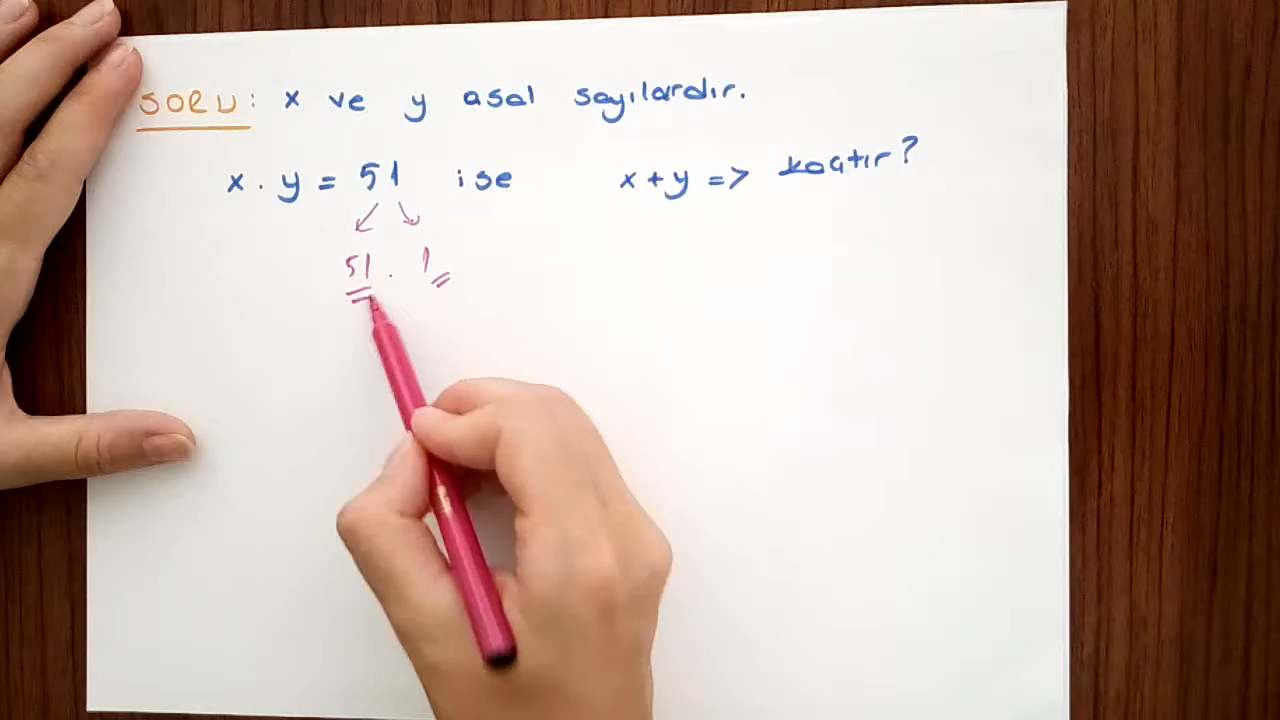 SORU: x ve y asal sayılardır.
x . y = 51 ise x + y => kaçtır?
51 . 1